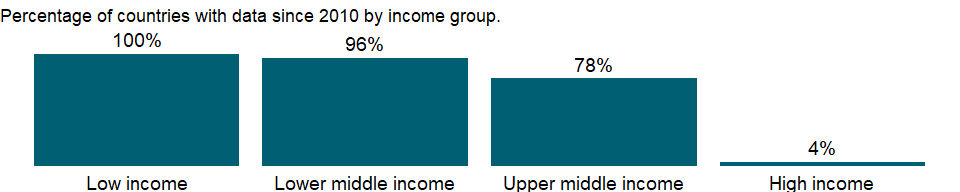 Percentage of countries with data since 2010 by income group.
100%
96%
78%
4%
Low income
Lower middle income
Upper middle income
High income